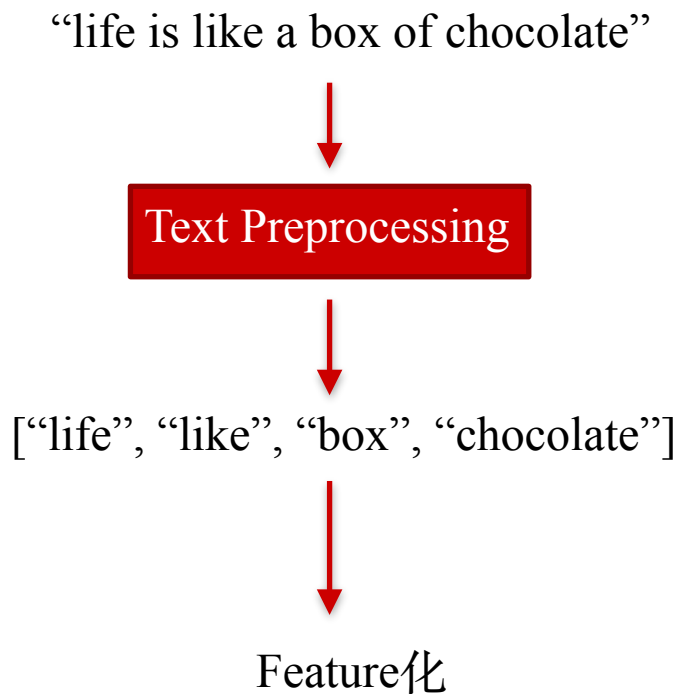 “life is like a box of chocolate”
Text Preprocessing
[“life”, “like”, “box”, “chocolate”]
Feature化